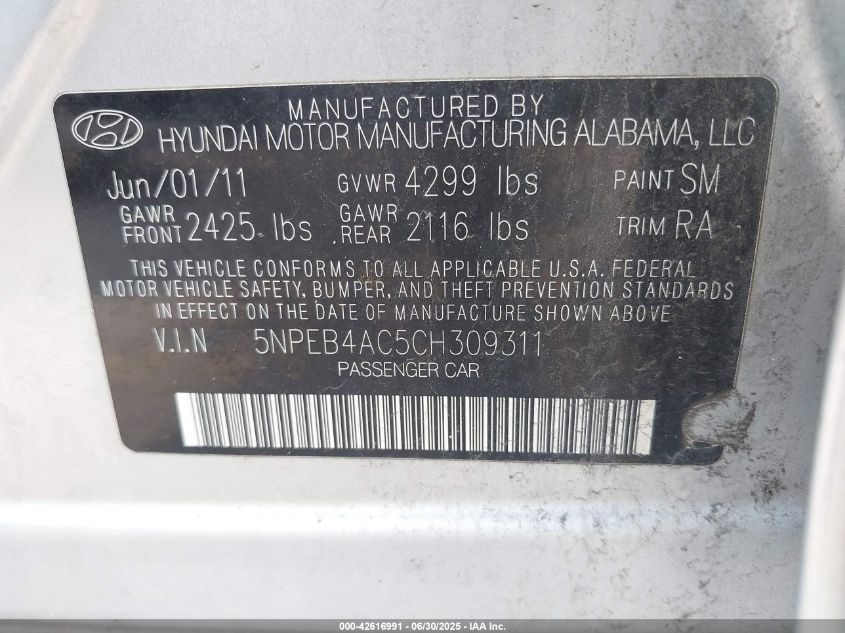 MANUFACTURED BY
HYUNDAI MOTOR MANUFACTURING ALABAMA, LLC
Jun/01/11 GVWR 4299 lbs PAINT SM
GAWR FRONT 2425 lbs GAWR REAR 2116 lbs TRIM RA
THIS VEHICLE CONFORMS TO ALL APPLICABLE U.S.A. FEDERAL
MOTOR VEHICLE SAFETY, BUMPER, AND THEFT PREVENTION STANDARDS
IN EFFECT ON THE DATE OF MANUFACTURE SHOWN ABOVE.
V.I.N 5NPEB4AC5CH309311
PASSENGER CAR
000-42616991 - 06/30/2025 - IAA Inc.